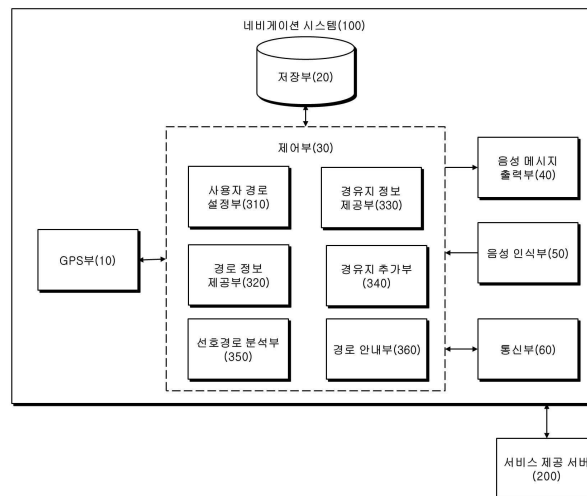 네비게이션 시스템(100)
저장부(20)
제어부(30)
사용자 경로
설정부(310)
경유지 정보
제공부(330)
경로 정보
제공부(320)
경유지 추가부
(340)
선호경로 분석부
(350)
경로 안내부(360)
GPS부(10)
음성 메시지
출력부(40)
음성 인식부(50)
통신부(60)
서비스 제공 서버
(200)